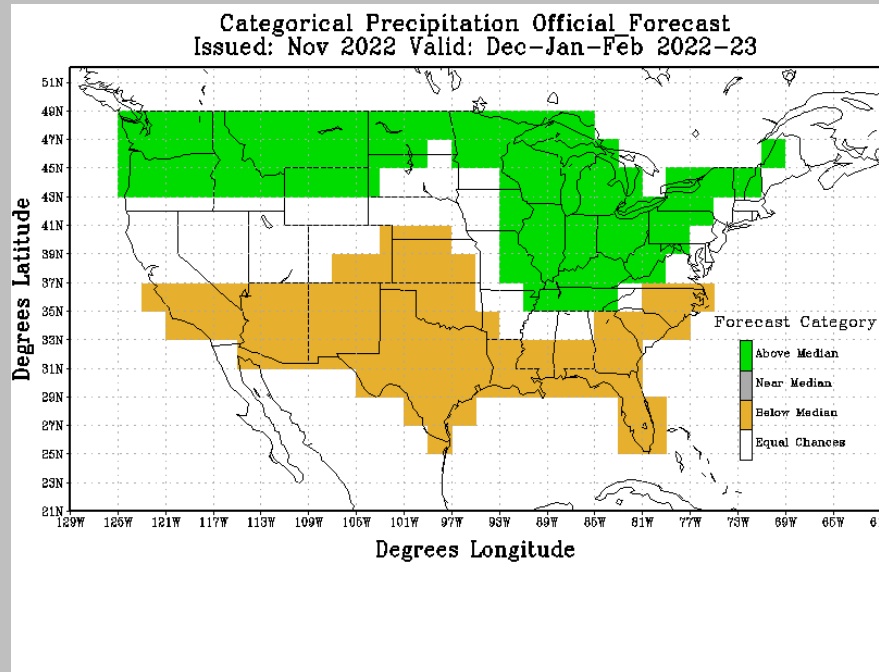 Categorical Precipitation Official_Forecast
Issued: Nov 2022 Valid: Dec-Jan-Feb 2022-23
51N
49N
47N
45N
43N
41N
39N
37N
35N
33N
31N
29N
27N
25N
23N
21N
Degrees Latitude
Forecast Category
Above Median
Near Median
Below Median
Equal Chances
129W 125W 121W 117W 113W 109W 105W 101W 97W 93W 89W 85W 81W 77W 73W 69W 65W 6
Degrees Longitude